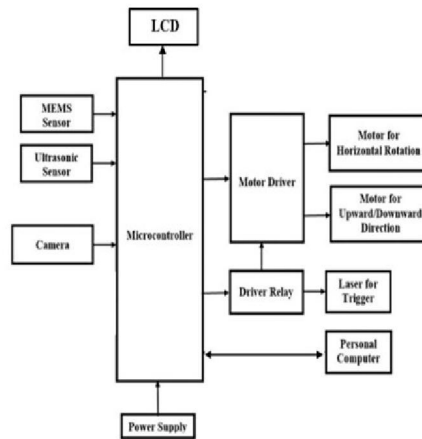 LCD
MEMS
Sensor
Ultrasonic
Sensor
Camera
Microcontroller
Motor Driver
Motor for
Horizontal Rotation
Motor for
Upward/Downward
Direction
Driver Relay
Laser for
Trigger
Personal
Computer
Power Supply